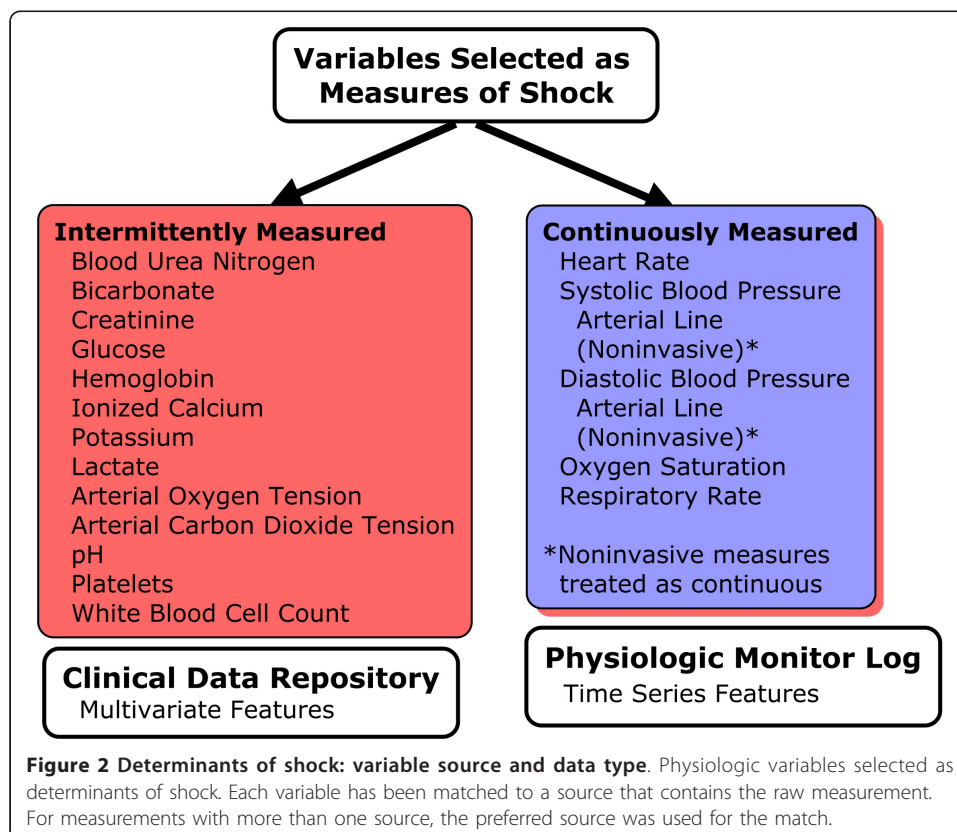 Variables Selected as
Measures of Shock
Intermittently Measured
Blood Urea Nitrogen
Bicarbonate
Creatinine
Glucose
Hemoglobin
Ionized Calcium
Potassium
Lactate
Arterial Oxygen Tension
Arterial Carbon Dioxide Tension
pH
Platelets
White Blood Cell Count
Clinical Data Repository
Multivariate Features
Continuously Measured
Heart Rate
Systolic Blood Pressure
Arterial Line
(Noninvasive)*
Diastolic Blood Pressure
Arterial Line
(Noninvasive)*
Oxygen Saturation
Respiratory Rate
*Noninvasive measures
treated as continuous
Physiologic Monitor Log
Time Series Features
Figure 2 Determinants of shock: variable source and data type. Physiologic variables selected as
determinants of shock. Each variable has been matched to a source that contains the raw measurement.
For measurements with more than one source, the preferred source was used for the match.